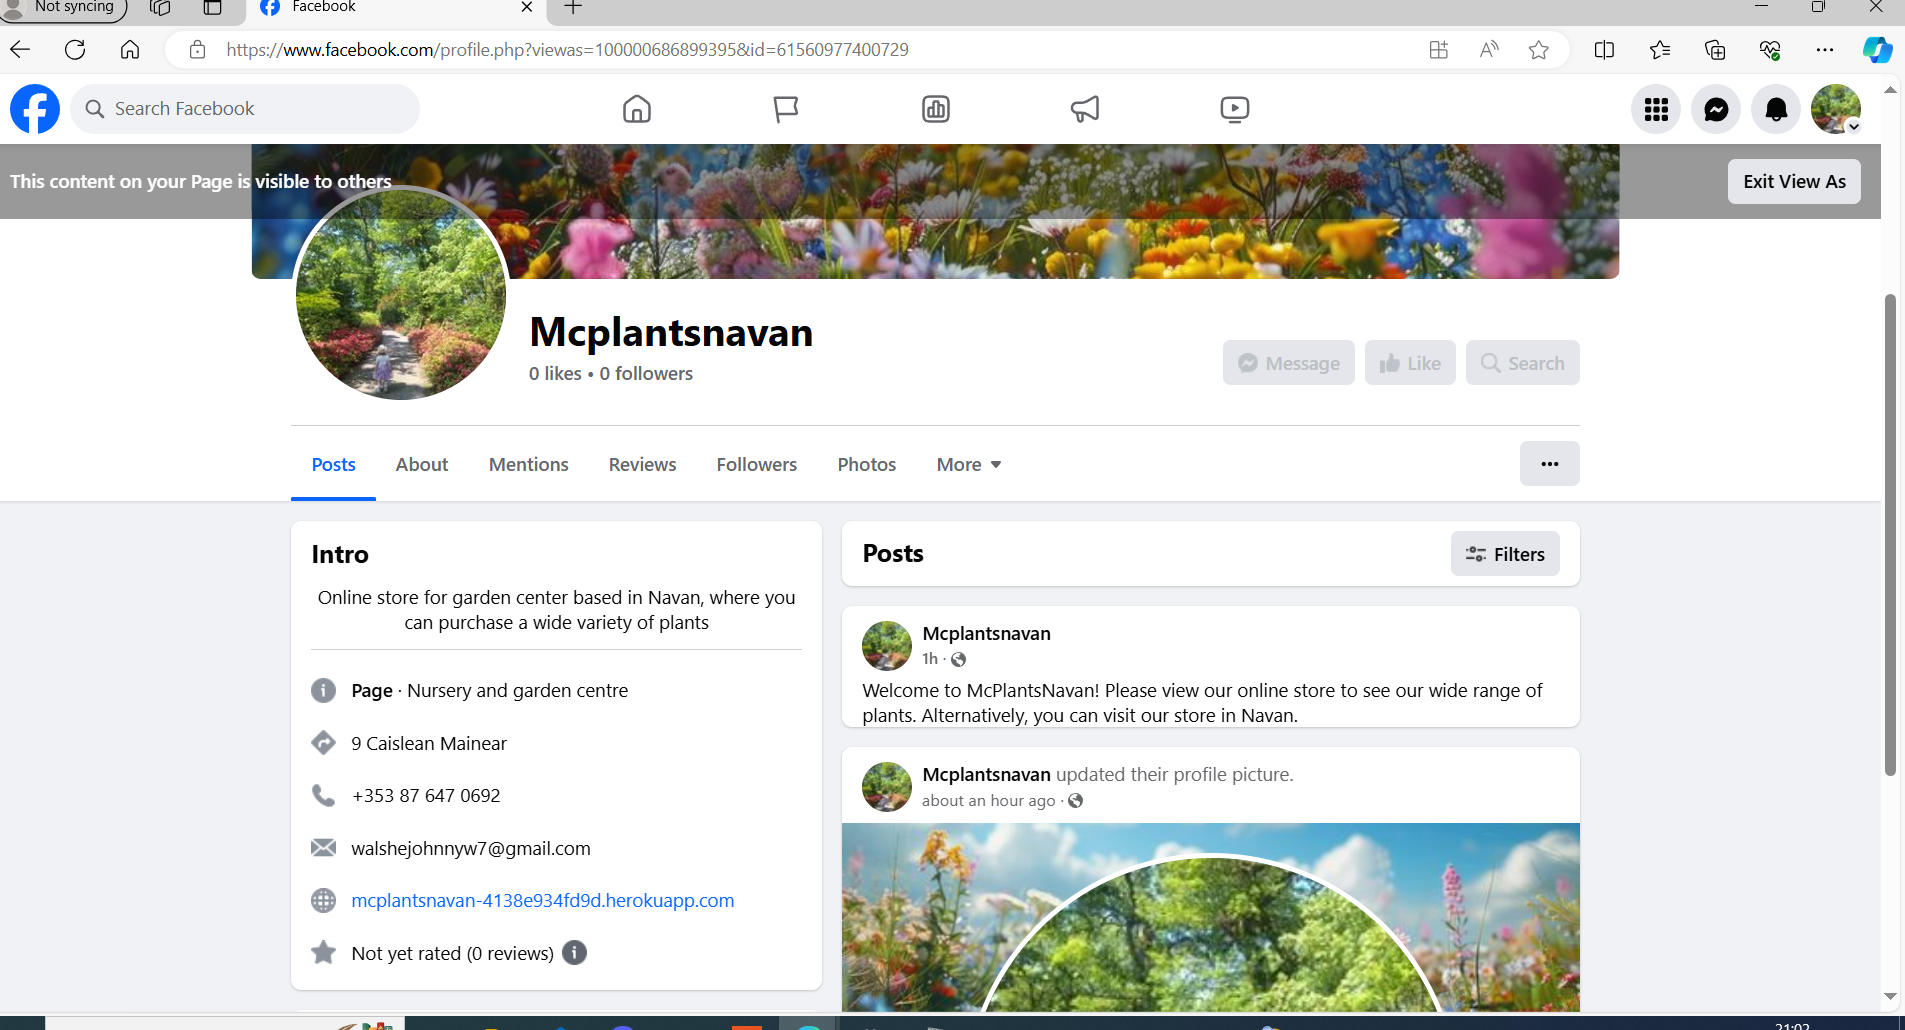 Not syncing
Facebook
https://www.facebook.com/profile.php?viewas=100000686899395&id=61560977400729
Search Facebook
This content on your Page is visible to others
Exit View As
Mcplantsnavan
0 likes • 0 followers
Message
Like
Search
Posts
About
Mentions
Reviews
Followers
Photos
More
Intro
Online store for garden center based in Navan, where you
can purchase a wide variety of plants
Page · Nursery and garden centre
9 Caislean Mainear
+353 87 647 0692
walshejohnnyw7@gmail.com
mcplantsnavan-4138e934fd9d.herokuapp.com
Not yet rated (0 reviews)
Posts
Filters
Mcplantsnavan
1h ·
Welcome to McPlantsNavan! Please view our online store to see our wide range of
plants. Alternatively, you can visit our store in Navan.
Mcplantsnavan updated their profile picture.
about an hour ago ·